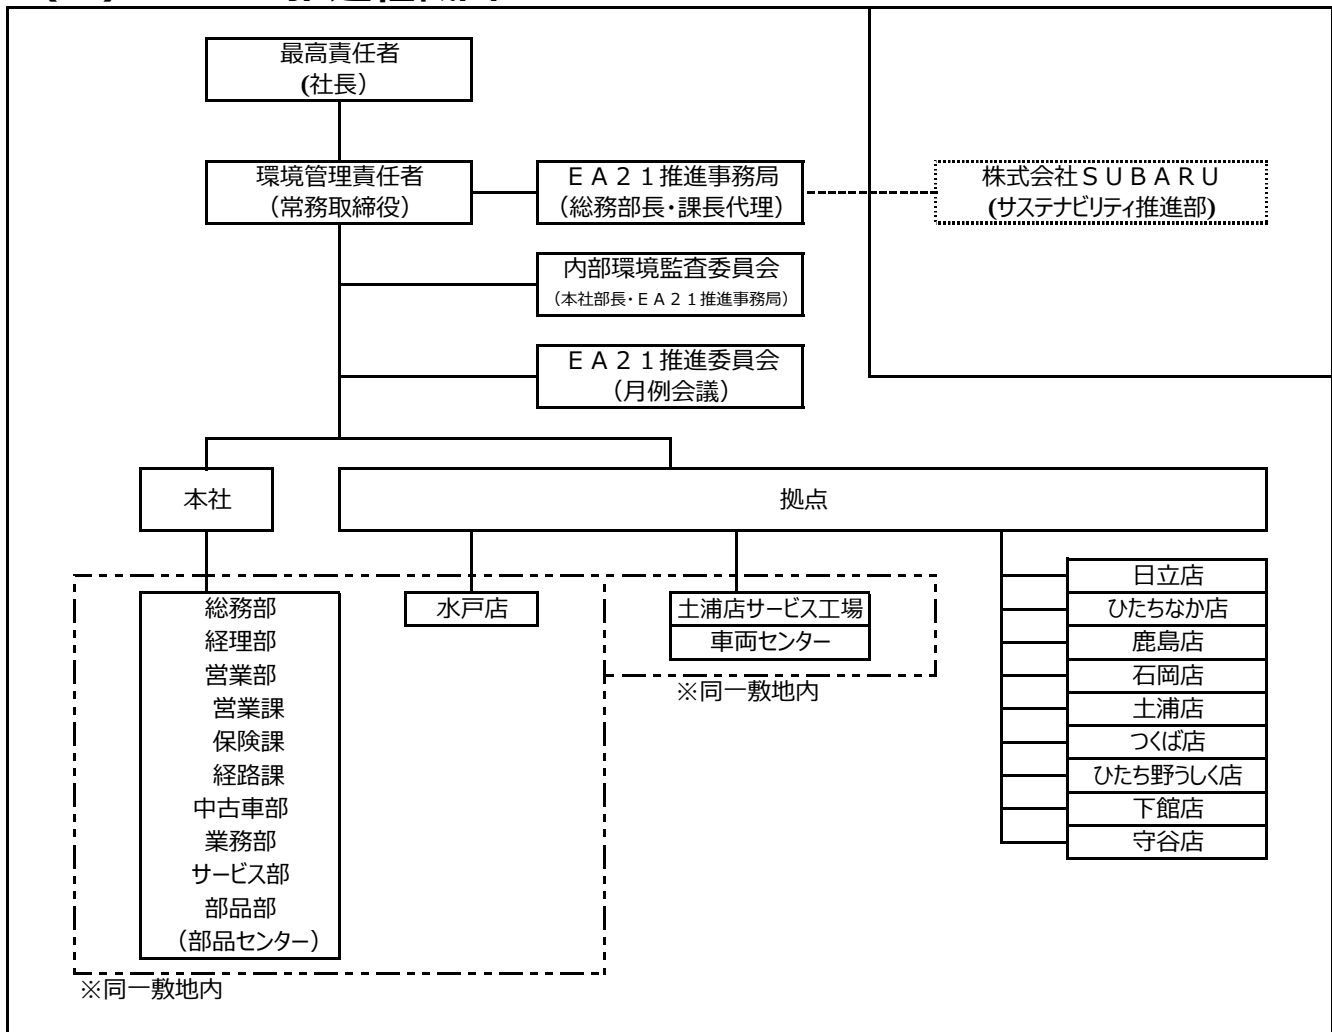 最高責任者
(社長)
環境管理責任者
(常務取締役)
ＥＡ２１推進事務局
(総務部長・課長代理)
株式会社ＳＵＢＡＲＵ
(サステナビリティ推進部)
内部環境監査委員会
(本社部長・ＥＡ２１推進事務局)
ＥＡ２１推進委員会
(月例会議)
本社
拠点
総務部
経理部
営業部
営業課
保険課
経路課
中古車部
業務部
サービス部
部品部
(部品センター)
※同一敷地内
水戸店
土浦店サービス工場
車両センター
※同一敷地内
日立店
ひたちなか店
鹿島店
石岡店
土浦店
つくば店
ひたち野うしく店
下館店
守谷店